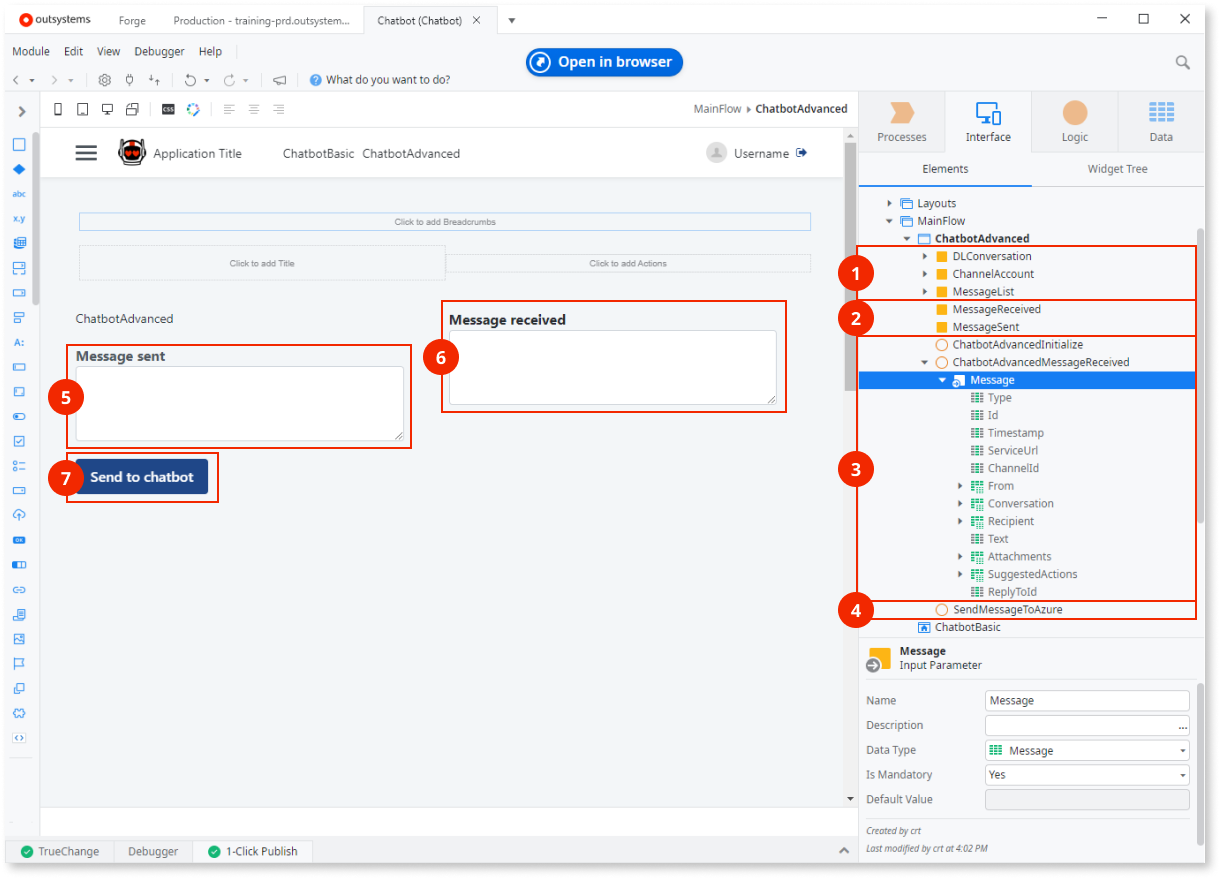 outsystems
Forge
Production - training-prd.outsystem...
Chatbot (Chatbot)
Module Edit View Debugger Help
Open in browser
What do you want to do?
CSS
MainFlow ChatbotAdvanced
Processes
Interface
Logic
Data
Elements
Widget Tree
abc
x.y
A:
OK
Application Title
ChatbotBasic ChatbotAdvanced
Username
Click to add Breadcrumbs
Click to add Title
Click to add Actions
ChatbotAdvanced
Message sent
5
Message received
6
7
Send to chatbot
Layouts
MainFlow
ChatbotAdvanced
1
DLConversation
ChannelAccount
MessageList
2
MessageReceived
MessageSent
3
ChatbotAdvancedInitialize
ChatbotAdvancedMessageReceived
Message
Type
Id
Timestamp
ServiceUrl
ChannelId
From
Conversation
Recipient
Text
Attachments
SuggestedActions
ReplyToId
4
SendMessageToAzure
ChatbotBasic
Message
Input Parameter
Name Message
Description ...
Data Type Message
Is Mandatory Yes
Default Value
Created by crt
Last modified by crt at 4:02 PM
TrueChange
Debugger
1-Click Publish